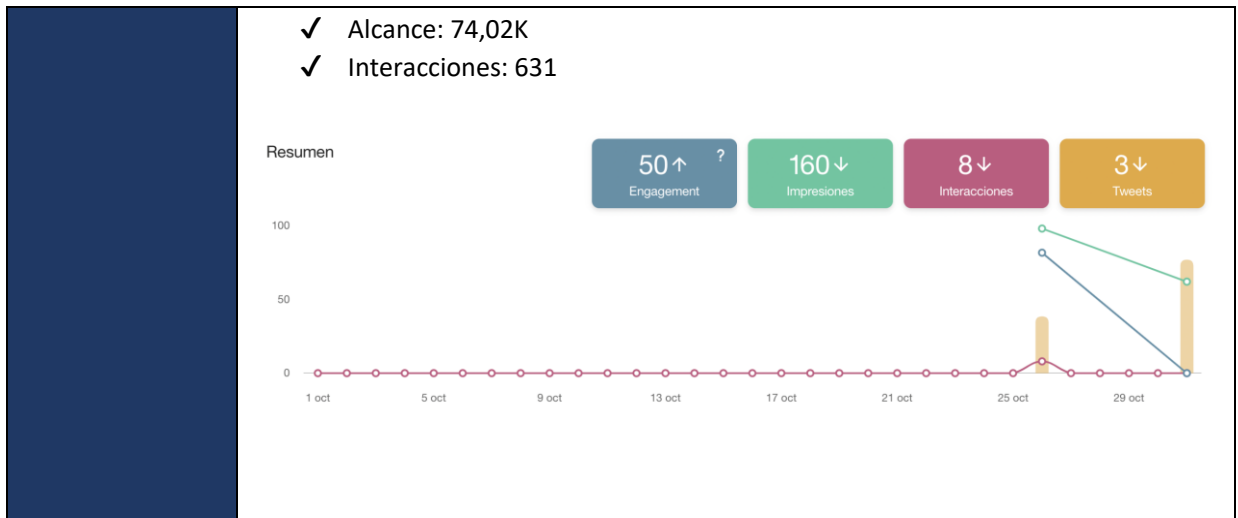 ✓ Alcance: 74,02K
✓ Interacciones: 631
Resumen
50↑ ?
Engagement
160↓
Impresiones
8↓
Interacciones
3↓
Tweets
100
50
0
1 oct 5 oct 9 oct 13 oct 17 oct 21 oct 25 oct 29 oct